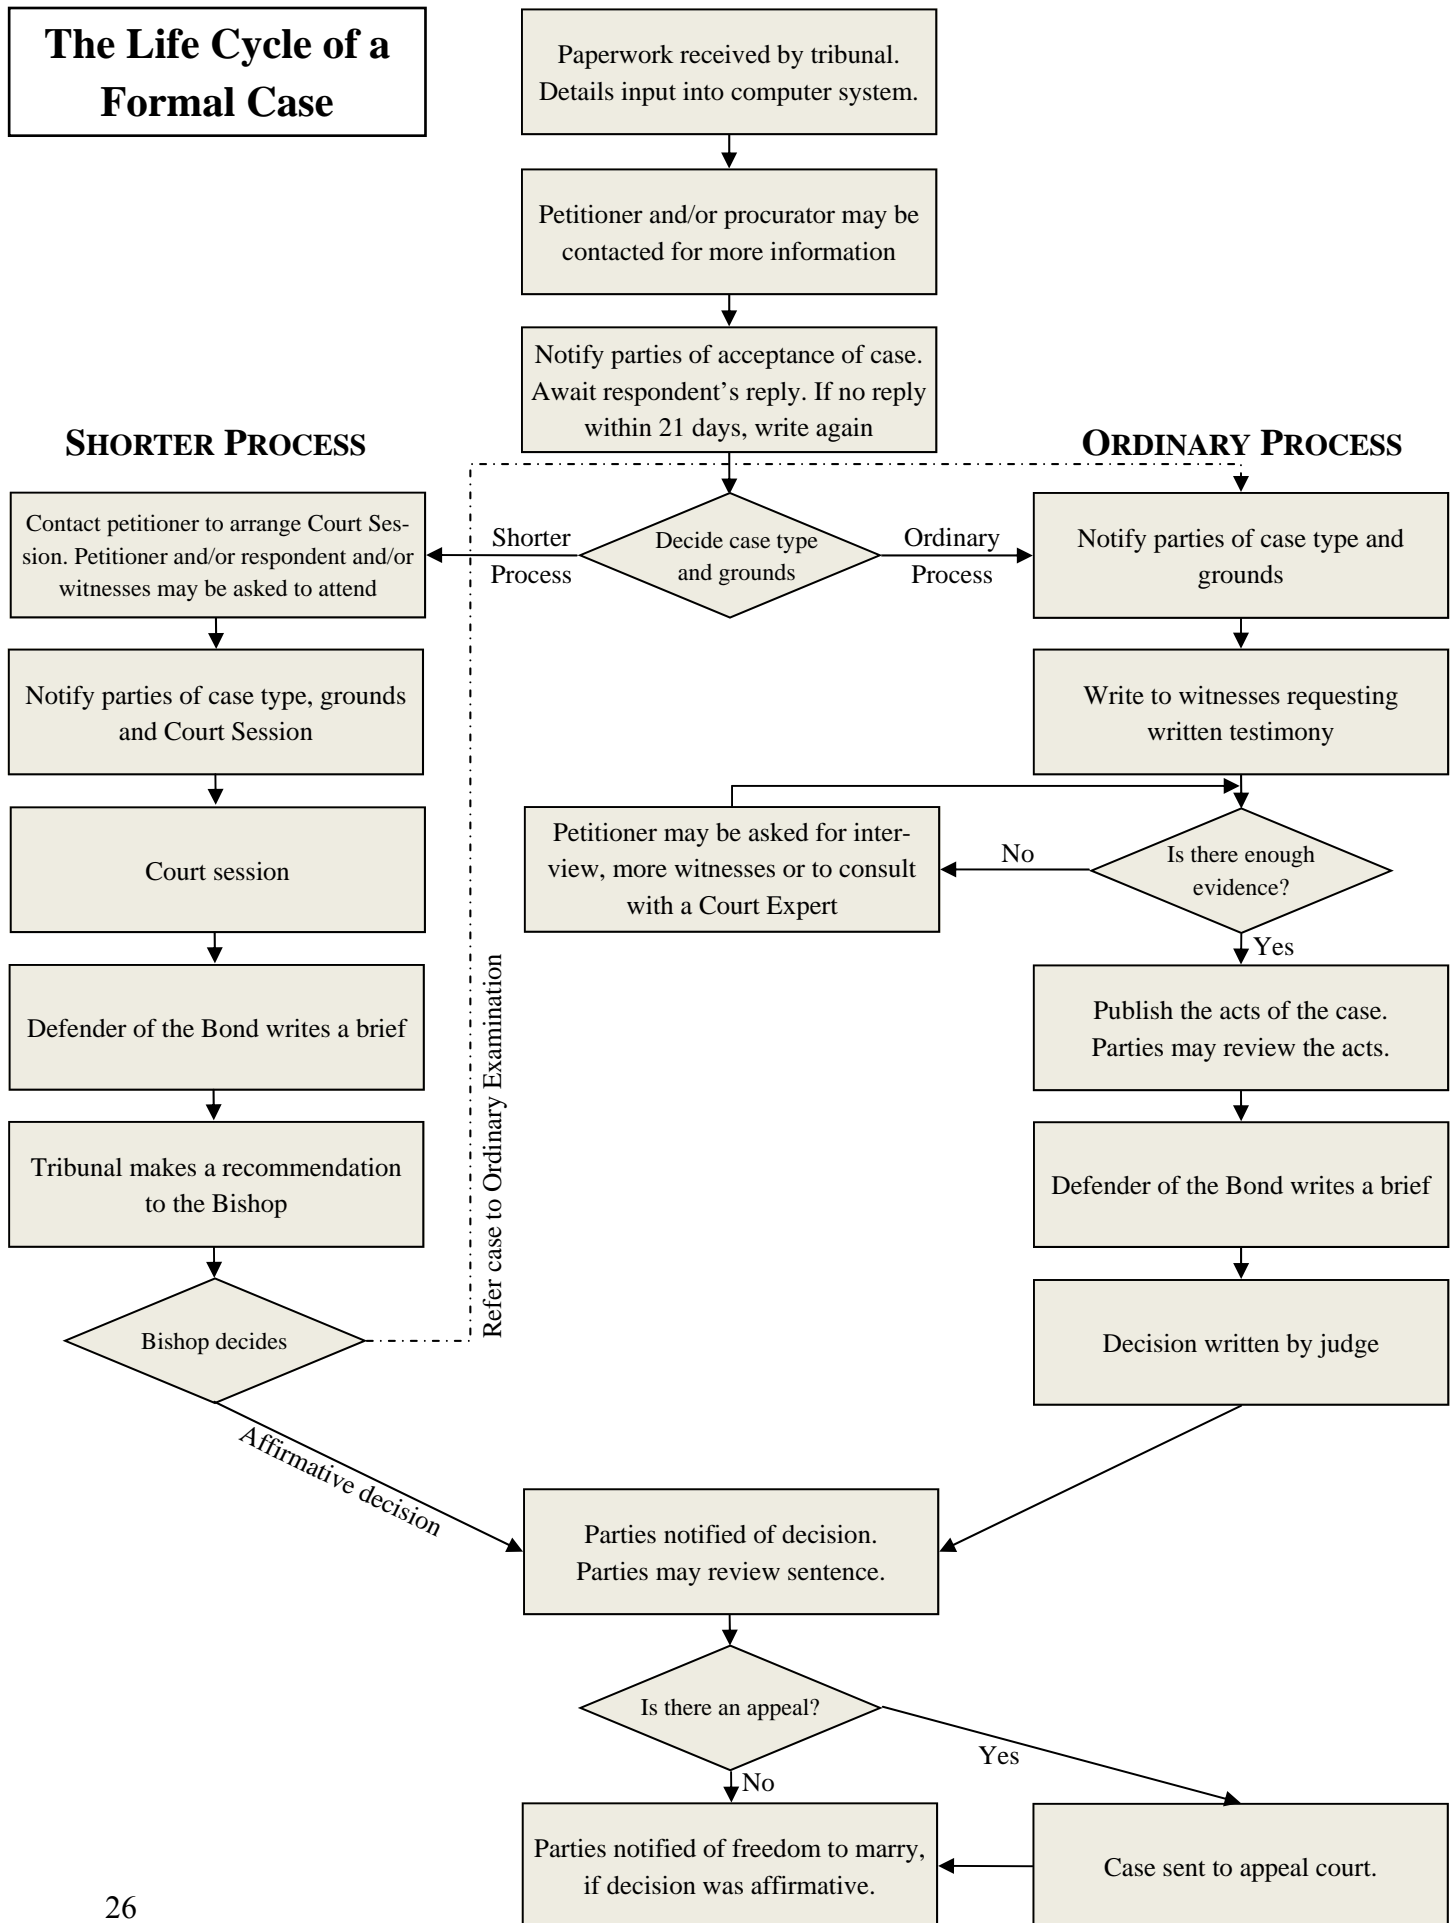 The Life Cycle of a
Formal Case
Paperwork received by tribunal.
Details input into computer system.
Petitioner and/or procurator may be
contacted for more information
Notify parties of acceptance of case.
Await respondent’s reply. If no reply
within 21 days, write again
SHORTER PROCESS
ORDINARY PROCESS
Contact petitioner to arrange Court Ses-
sion. Petitioner and/or respondent and/or
witnesses may be asked to attend
Shorter
Process
Decide case type
and grounds
Ordinary
Process
Notify parties of case type and
grounds
Notify parties of case type, grounds
and Court Session
Write to witnesses requesting
written testimony
Court session
Petitioner may be asked for inter-
view, more witnesses or to consult
with a Court Expert
No
Is there enough
evidence?
Yes
Defender of the Bond writes a brief
Refer case to Ordinary Examination
Publish the acts of the case.
Parties may review the acts.
Tribunal makes a recommendation
to the Bishop
Defender of the Bond writes a brief
Bishop decides
Decision written by judge
Affirmative decision
Parties notified of decision.
Parties may review sentence.
Is there an appeal?
Yes
No
Parties notified of freedom to marry,
if decision was affirmative.
Case sent to appeal court.
26